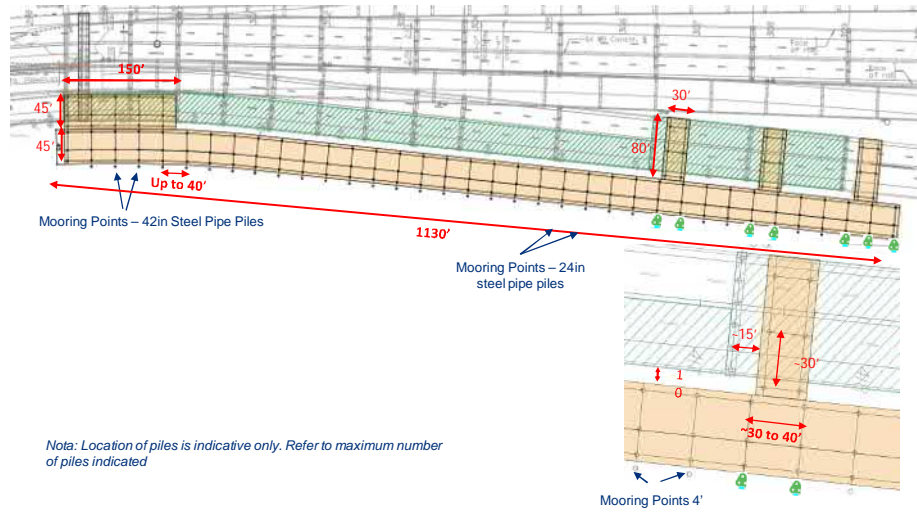 150'
45'
45'
Up to 40'
30'
80'
Mooring Points – 42in Steel Pipe Piles
1130'
Mooring Points – 24in
steel pipe piles
~15'
~30'
1
0
~30 to 40'
Nota: Location of piles is indicative only. Refer to maximum number
of piles indicated
Mooring Points 4'